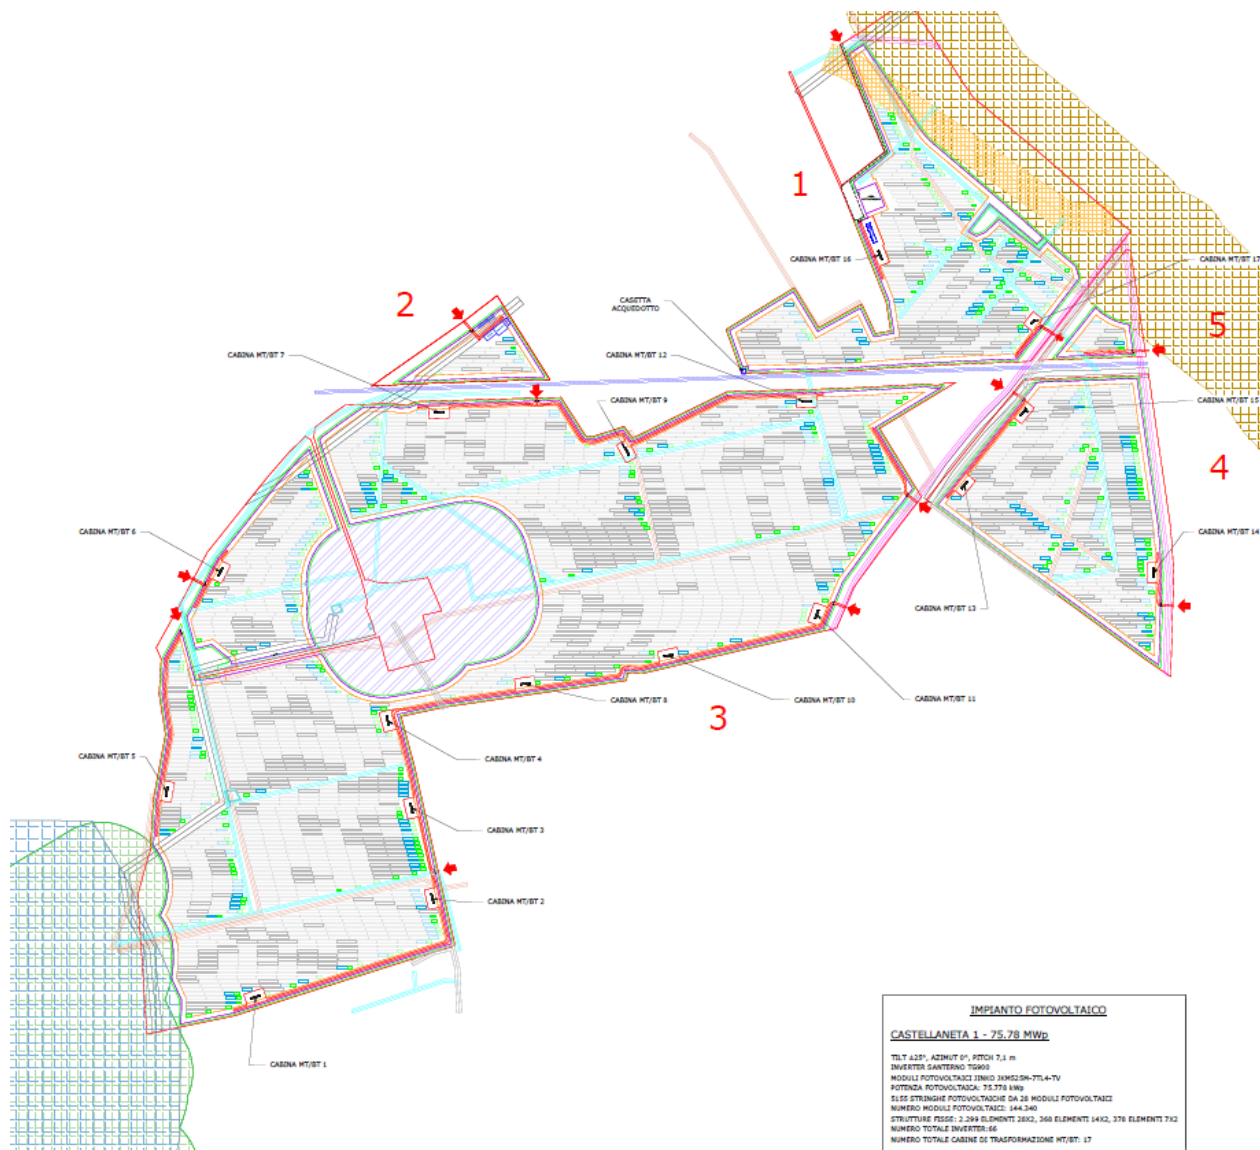 1
CABINA MT/BT 16
CABINA MT/BT 17
2
CASETTA
ACQUEDOTTO
5
CABINA MT/BT 7
CABINA MT/BT 12
CABINA MT/BT 9
CABINA MT/BT 15
4
CABINA MT/BT 6
CABINA MT/BT 14
CABINA MT/BT 13
CABINA MT/BT 8
CABINA MT/BT 10
CABINA MT/BT 11
3
CABINA MT/BT 5
CABINA MT/BT 4
CABINA MT/BT 3
CABINA MT/BT 2
CABINA MT/BT 1
IMPIANTO FOTOVOLTAICO
CASTELLANETA 1 - 75.78 MWp
TILT ±25°, AZIMUT 0°, PITCH 7,1 m
INVERTER SANTERNO TG900
MODULI FOTOVOLTAICI JINKO JKM525M-7TL4-TV
POTENZA FOTOVOLTAICA: 75.778 kWp
5155 STRINGHE FOTOVOLTAICHE DA 28 MODULI FOTOVOLTAICI
NUMERO MODULI FOTOVOLTAICI: 144.340
STRUTTURE FISSE: 2.299 ELEMENTI 28X2, 368 ELEMENTI 14X2, 378 ELEMENTI 7X2
NUMERO TOTALE INVERTER:66
NUMERO TOTALE CABINE DI TRASFORMAZIONE MT/BT: 17